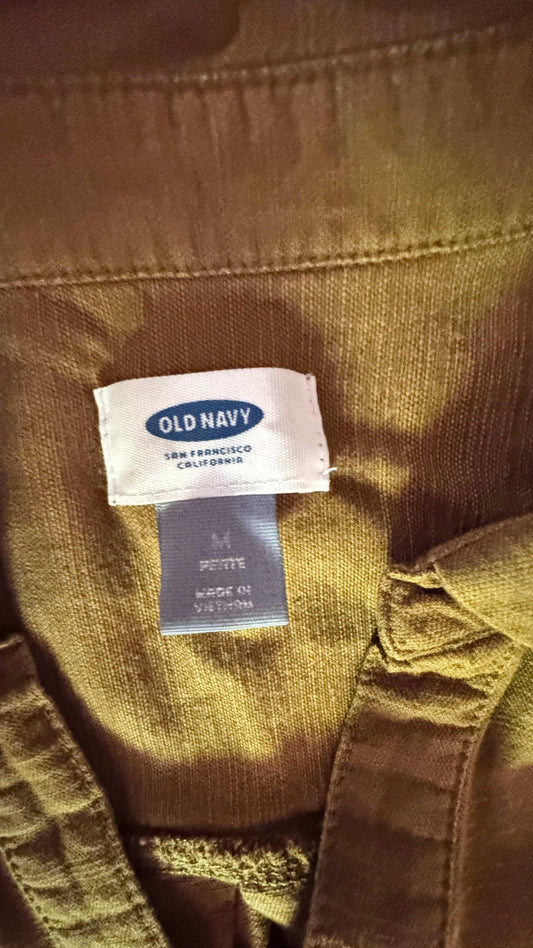 OLD NAVY
SAN FRANCISCO
CALIFORNIA
M
PETITE
MADE IN
VIETNAM